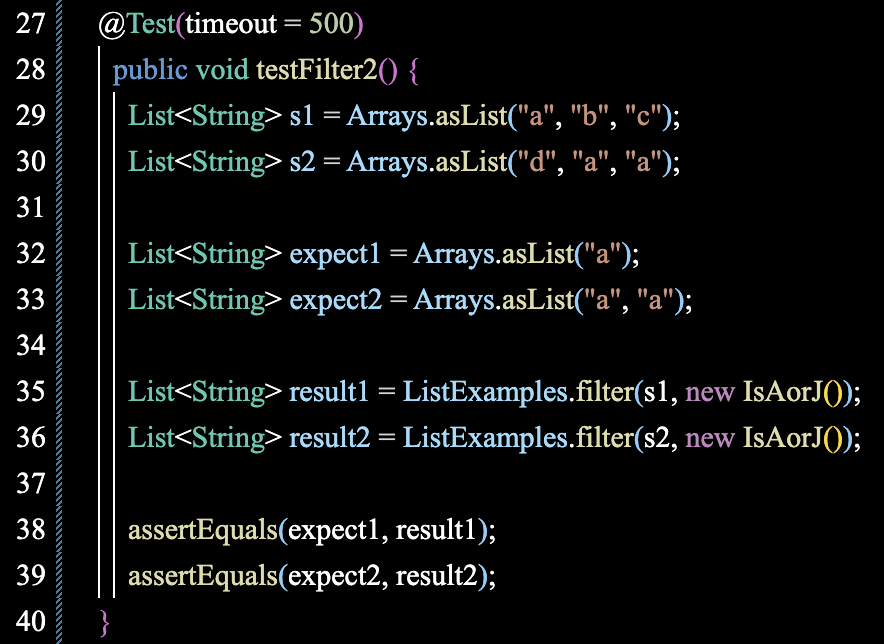 27 @Test(timeout = 500)
28 public void testFilter2() {
29 List<String> s1 = Arrays.asList("a", "b", "c");
30 List<String> s2 = Arrays.asList("d", "a", "a");
31
32 List<String> expect1 = Arrays.asList("a");
33 List<String> expect2 = Arrays.asList("a", "a");
34
35 List<String> result1 = ListExamples.filter(s1, new IsAorJ());
36 List<String> result2 = ListExamples.filter(s2, new IsAorJ());
37
38 assertEquals(expect1, result1);
39 assertEquals(expect2, result2);
40 }